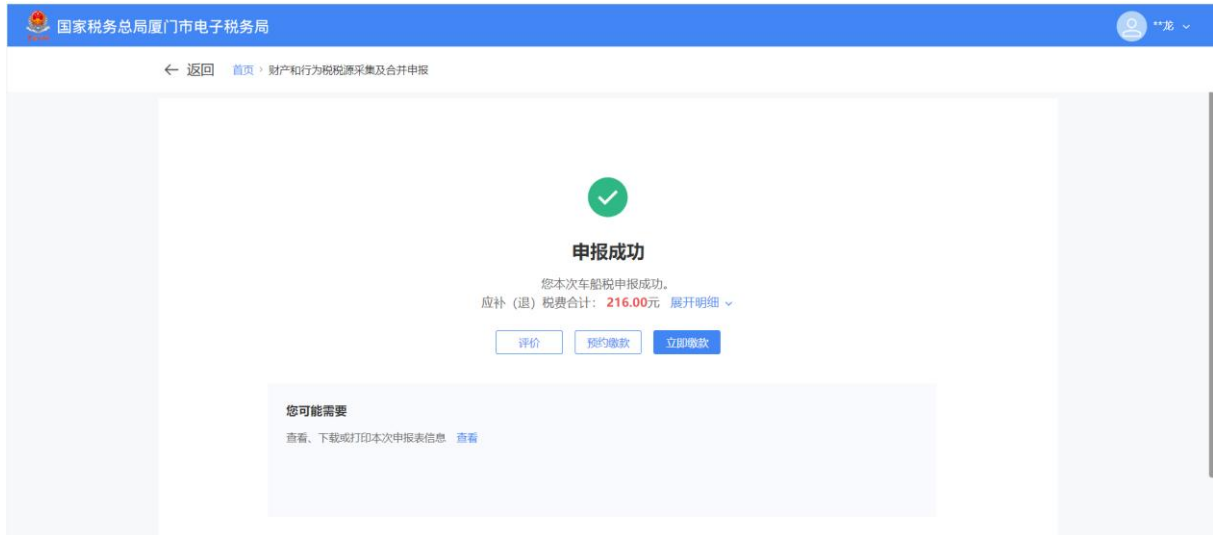 国家税务总局厦门市电子税务局
**龙
← 返回 首页 › 财产和行为税税源采集及合并申报
申报成功
您本次车船税申报成功。
应补（退）税费合计： 216.00元 展开明细
评价 预约缴款 立即缴款
您可能需要
查看、下载或打印本次申报表信息 查看